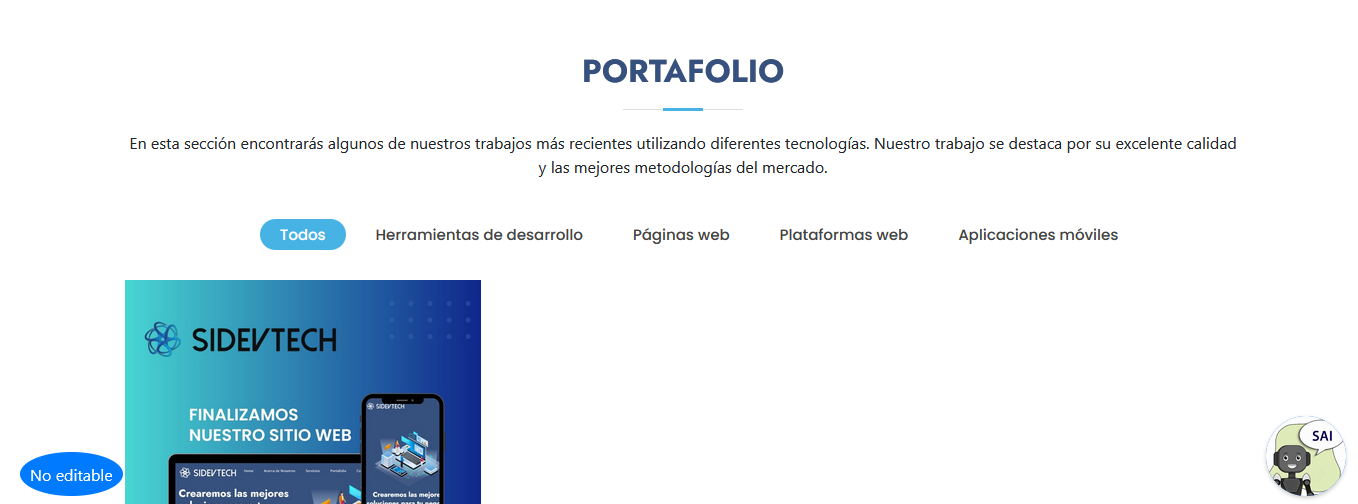 PORTAFOLIO
En esta sección encontrarás algunos de nuestros trabajos más recientes utilizando diferentes tecnologías. Nuestro trabajo se destaca por su excelente calidad
y las mejores metodologías del mercado.
Todos Herramientas de desarrollo Páginas web Plataformas web Aplicaciones móviles
SIDEVTECH
FINALIZAMOS
NUESTRO SITIO WEB
SIDEVTECH
SIDEVTECH Home Acerca de Nosotros Servicios Portafolio
Crearemos las mejores
Crearemos las mejores
No editable
SAI